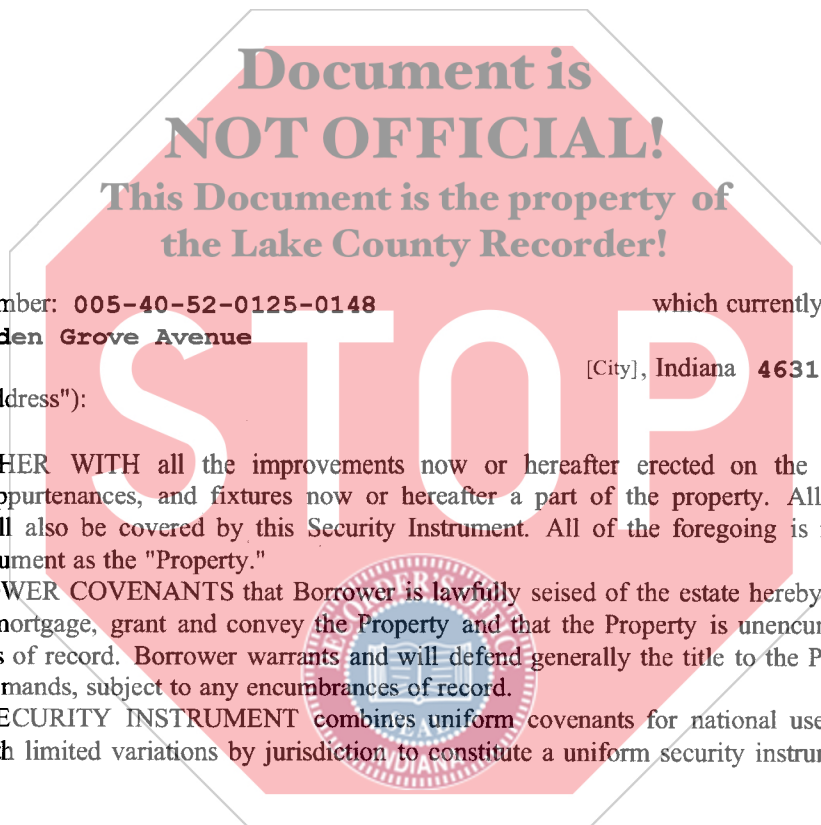 Document is
NOT OFFICIAL!
This Document is the property of
the Lake County Recorder!
STOP
mber: 005-40-52-0125-0148 which currently
den Grove Avenue
[City], Indiana 4631
ddress"):
HER WITH all the improvements now or hereafter erected on the
ppurtenances, and fixtures now or hereafter a part of the property. All
ll also be covered by this Security Instrument. All of the foregoing is
ument as the "Property."
WER COVENANTS that Borrower is lawfully seised of the estate hereby
mortgage, grant and convey the Property and that the Property is unencum
s of record. Borrower warrants and will defend generally the title to the P
mands, subject to any encumbrances of record.
ECURITY INSTRUMENT combines uniform covenants for national use
th limited variations by jurisdiction to constitute a uniform security instru
RECORDER'S OFFICE
SEAL
INDIANA